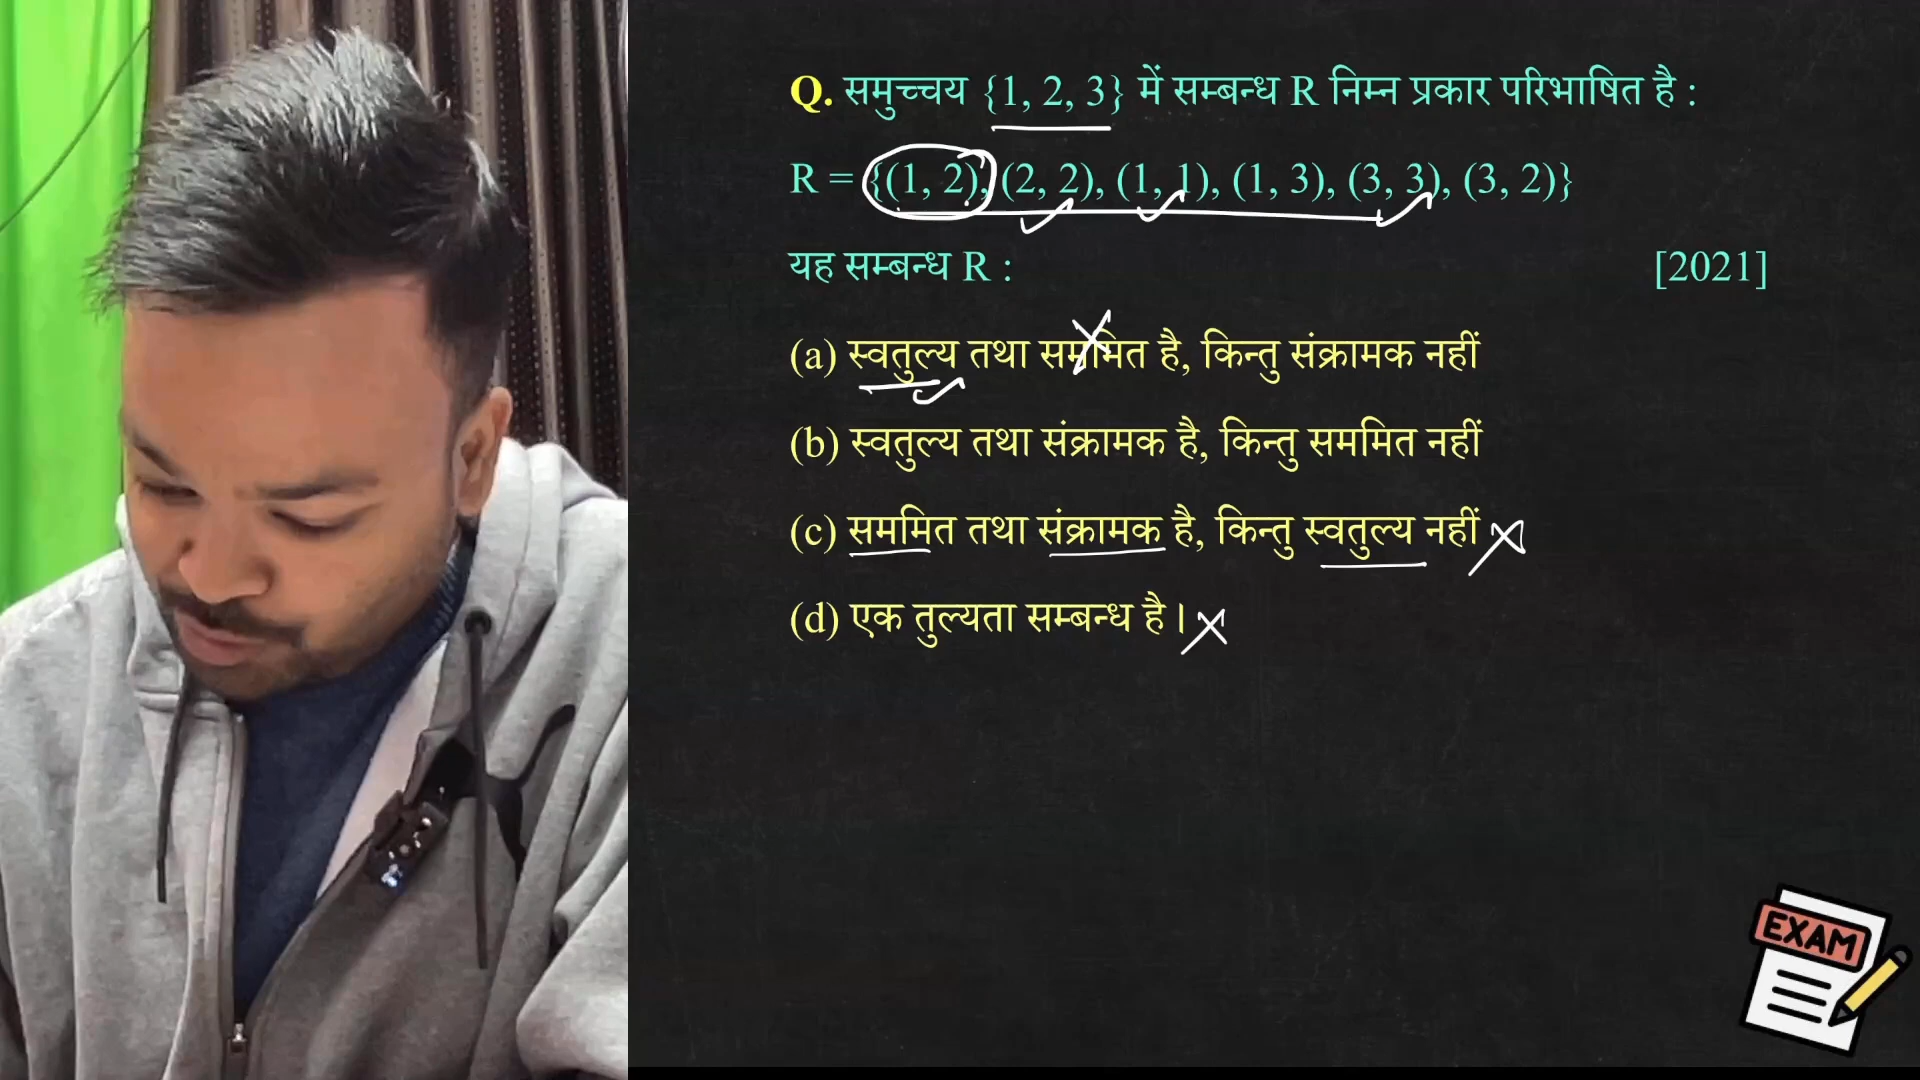 Q. समुच्चय {1, 2, 3} में सम्बन्ध R निम्न प्रकार परिभाषित है :
R = {(1, 2), (2, 2), (1, 1), (1, 3), (3, 3), (3, 2)}
यह सम्बन्ध R : [2021]
(a) स्वतुल्य तथा सममित है, किन्तु संक्रामक नहीं
(b) स्वतुल्य तथा संक्रामक है, किन्तु सममित नहीं
(c) सममित तथा संक्रामक है, किन्तु स्वतुल्य नहीं
(d) एक तुल्यता सम्बन्ध है।
EXAM